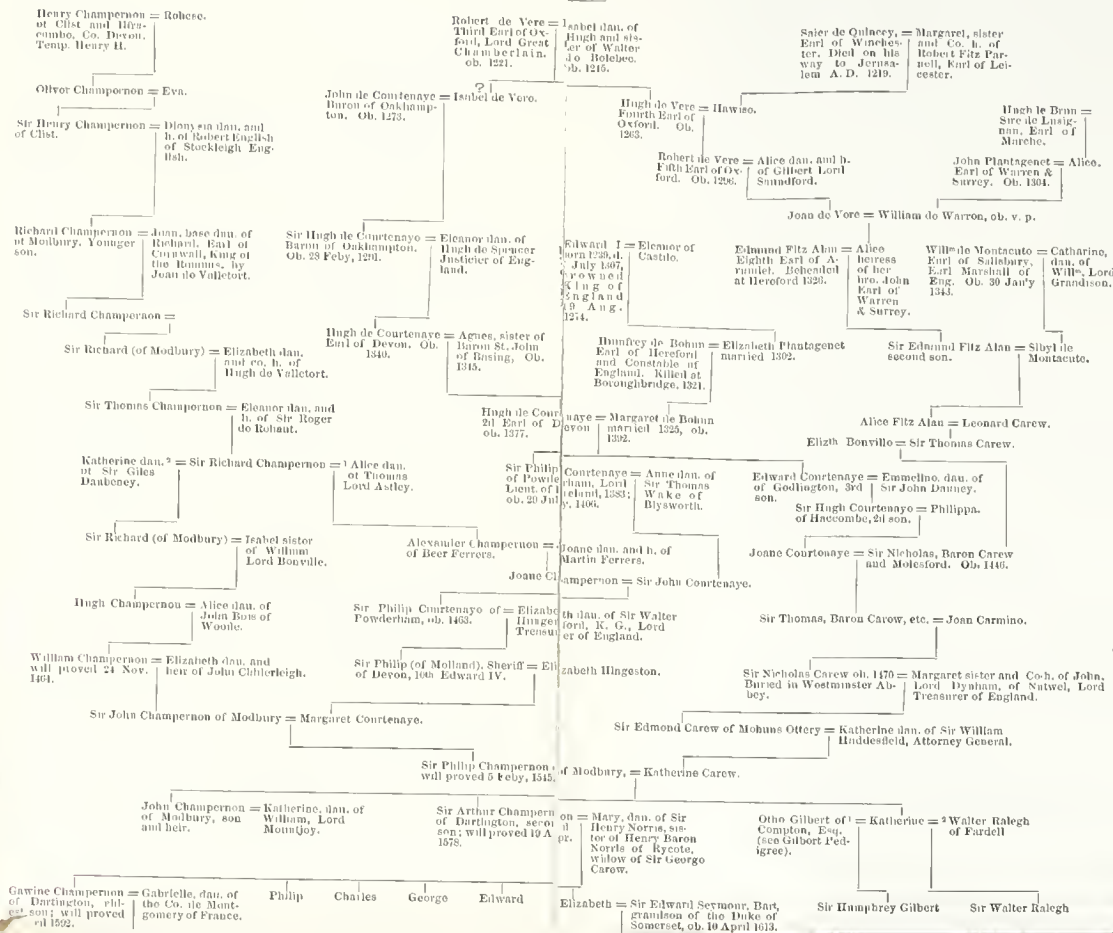 Henry Champernon = Robese.
of Clist and Ilfra-
combe, Co. Devon.
Temp. Henry II.
Robert de Vere = Isabel dau. of
Third Earl of Ox- Hugh and sis-
ford, Lord Great ter of Walter
Chamberlain. de Bolebec.
ob. 1221. ob. 1245.
Saier de Quincey, = Margaret, sister
Earl of Winches- and Co. h. of
ter. Died on his Robert Fitz Par-
way to Jerusa- nell, Earl of Lei-
lem A. D. 1219. cester.
Oliver Champernon = Eva.
?
John de Courtenaye = Isabel de Vere.
Baron of Oakhamp-
ton. Ob. 1273.
Hugh de Vere = Hawise.
Fourth Earl of
Oxford. Ob.
1263.
Hugh le Brun =
Sire de Lusig-
nan, Earl of
Marche.
Sir Henry Champernon = Dionysia dau. and
of Clist. h. of Robert English
of Stockleigh Eng-
lish.
Robert de Vere = Alice dau. and h.
Fifth Earl of Ox- of Gilbert Lord
ford. Ob. 1296. Saundford.
John Plantagenet = Alice.
Earl of Warren &
Surrey. Ob. 1304.
Joan de Vere = William de Warron, ob. v. p.
Richard Champernon = Joan, base dau. of
of Modbury. Younger Richard, Earl of
son. Cornwall, King of
the Romans, by
Joan de Valletort.
Sir Hugh de Courtenaye = Eleanor dau. of
Baron of Oakhampton. Hugh de Spencer
Ob. 28 Feby, 1291. Justicier of Eng-
land.
Edward I = Eleanor of
born 1239, d. Castile.
July 1307,
crowned
King of
England
19 Aug.
1274.
Edmund Fitz Alan = Alice
Eighth Earl of A- heiress
rundel. Beheaded of her
at Hereford 1326. bro. John
Earl of
Warren
& Surrey.
Willm de Montacute = Catharine,
Earl of Salisbury, dau. of
Earl Marshall of Willm, Lord
Eng. Ob. 30 Jan'y Grandison.
1343.
Sir Richard Champernon =
Sir Richard (of Modbury) = Elizabeth dau.
and co. h. of
Hugh de Valletort.
Hugh de Courtenaye = Agnes, sister of
Earl of Devon. Ob. Baron St. John
1340. of Basing, Ob.
1345.
Humfrey de Bohun = Elizabeth Plantagenet
Earl of Hereford married 1302.
and Constable of
England. Killed at
Boroughbridge, 1321.
Sir Edmund Fitz Alan = Sibyl de
second son. Montacute.
Sir Thomas Champernon = Eleanor dau. and
h. of Sir Roger
de Rohaut.
Hugh de Courtenaye = Margaret de Bohun
2d Earl of Devon married 1325, ob.
ob. 1377. 1392.
Alice Fitz Alan = Leonard Carew.
Elizth Bonville = Sir Thomas Carew.
Katherine dau. 2 = Sir Richard Champernon = 1 Alice dau.
of Sir Giles of Thomas
Daubeney. Lord Astley.
Sir Philip Courtenaye = Anne dau. of
of Powderham, Lord Sir Thomas
Lieut. of Ireland, 1383; Wake of
ob. 29 July, 1406. Blysworth.
Edward Courtenaye = Emmeline, dau. of
of Godlington, 3rd Sir John Dauney.
son.
Sir Hugh Courtenaye = Philippa.
of Haccombe, 2d son.
Sir Richard (of Modbury) = Isabel sister
of William
Lord Bonville.
Alexander Champernon = Joane dau. and h. of
of Beer Ferrers. Martin Ferrers.
Joane Champernon = Sir John Courtenaye.
Joane Courtenaye = Sir Nicholas, Baron Carew
and Molesford. Ob. 1446.
Hugh Champernon = Alice dau. of
John Bois of
Woode.
Sir Philip Courtenaye of = Elizabeth dau. of Sir Walter
Powderham, ob. 1463. Hungerford, K. G., Lord
Treasurer of England.
Sir Thomas, Baron Carow, etc. = Joan Carmino.
William Champernon = Elizabeth dau. and
will proved 24 Nov. heir of John Chiderleigh.
1464.
Sir Philip (of Molland), Sheriff = Elizabeth Hingeston.
of Devon, 10th Edward IV.
Sir Nicholas Carew ob. 1470 = Margaret sister and Co-h. of John,
Buried in Westminster Ab- Lord Dynham, of Nutwel, Lord
bey. Treasurer of England.
Sir John Champernon of Modbury = Margaret Courtenaye.
Sir Edmond Carew of Mohuns Ottery = Katherine dau. of Sir William
Huddesfield, Attorney General.
Sir Philip Champernon of Modbury, = Katherine Carew.
will proved 5 Feby, 1545.
John Champernon = Katherine, dau. of
of Modbury, son William, Lord
and heir. Mountjoy.
Sir Arthur Champernon = Mary, dau. of Sir
of Dartington, second Henry Norris, sis-
son; will proved 19 Apr. ter of Henry Baron
1578. Norris of Rycote,
widow of Sir George
Carew.
Otho Gilbert of 1 = Katherine = 2 Walter Ralegh
Compton, Esq. of Fardell
(see Gilbert Ped-
igree).
Gawine Champernon = Gabrielle, dau. of
of Dartington, eld- the Co. de Mont-
est son; will proved gomery of France.
ril 1592.
Philip Charles George Edward
Elizabeth = Sir Edward Seymour, Bart,
grandson of the Duke of
Somerset, ob. 10 April 1613.
Sir Humphrey Gilbert Sir Walter Ralegh